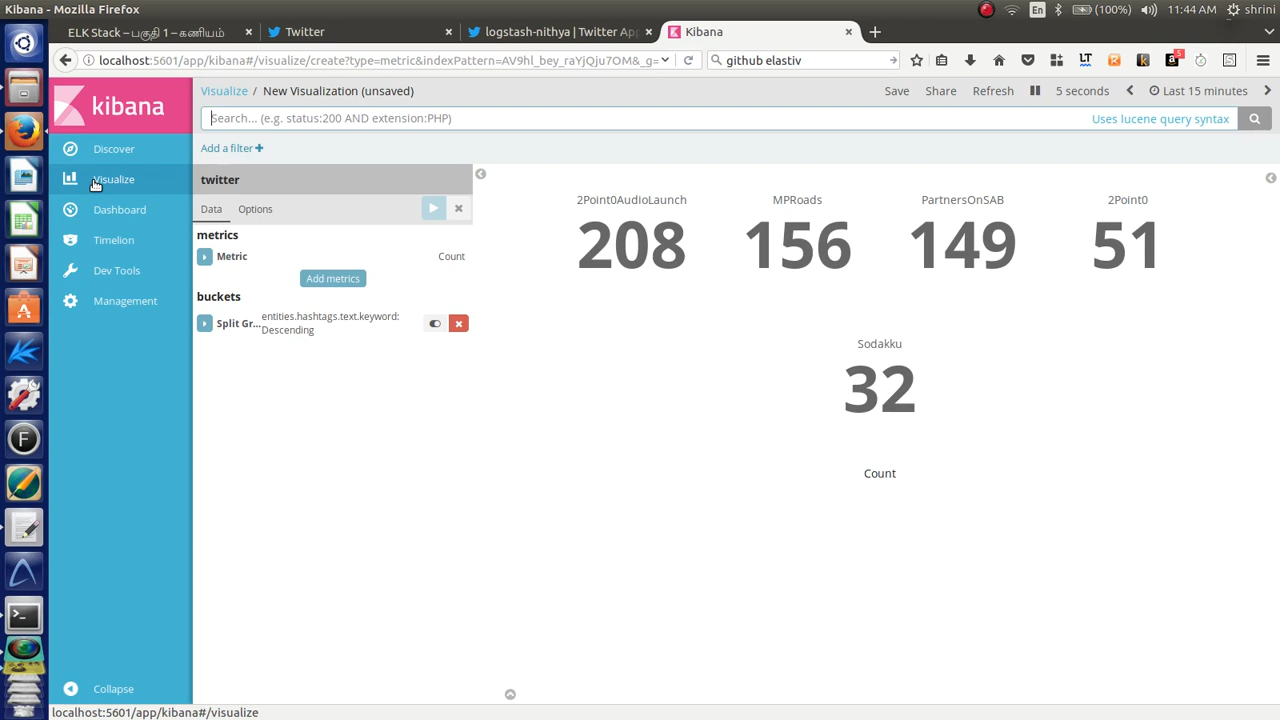 Kibana - Mozilla Firefox
En
(100%)
11:44 AM
shrini
ELK Stack – பகுதி 1 – கணியம்
Twitter
logstash-nithya | Twitter App
Kibana
localhost:5601/app/kibana#/visualize/create?type=metric&indexPattern=AV9hl_bey_raYjQju7OM&_g=
github elastiv
LT
5
kibana
Visualize / New Visualization (unsaved)
Save
Share
Refresh
5 seconds
Last 15 minutes
Search... (e.g. status:200 AND extension:PHP)
Uses lucene query syntax
Add a filter +
Discover
Visualize
Dashboard
Timelion
Dev Tools
Management
Collapse
twitter
Data
Options
metrics
Metric
Count
Add metrics
buckets
Split Gr...
entities.hashtags.text.keyword:
Descending
2Point0AudioLaunch
208
MPRoads
156
PartnersOnSAB
149
2Point0
51
Sodakku
32
Count
localhost:5601/app/kibana#/visualize